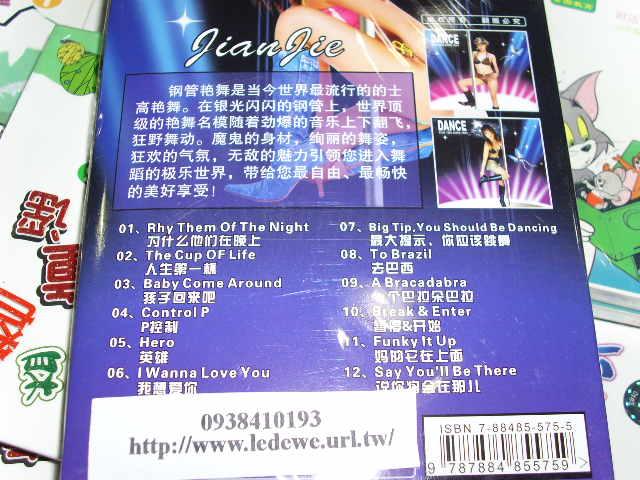 版权所有 翻录必究
JianJie
DANCE
DANCE
钢管艳舞是当今世界最流行的的士
高艳舞。在银光闪闪的钢管上，世界顶
级的艳舞名模随着劲爆的音乐上下翻飞，
狂野舞动。魔鬼的身材，绚丽的舞姿，
狂欢的气氛，无敌的魅力引领您进入舞
蹈的极乐世界，带给您最自由、最畅快
的美好享受！
01、Rhy Them Of The Night
为什么他们在晚上
02、The Cup OF Life
人生第一杯
03、Baby Come Around
孩子回来吧
04、Control P
P控制
05、Hero
英雄
06、I Wanna Love You
我想爱你
07、Big Tip,You Should Be Dancing
最大揭示，你应该跳舞
08、To Brazil
去巴西
09、A Bracadabra
个巴拉朵巴拉
10、Break & Enter
暂停&开始
11、Funky It Up
妈的它在上面
12、Say You'll Be There
说你将会在那儿
0938410193
http://www.ledewe.url.tw/
ISBN 7-88485-575-5
9 787884 855759 >